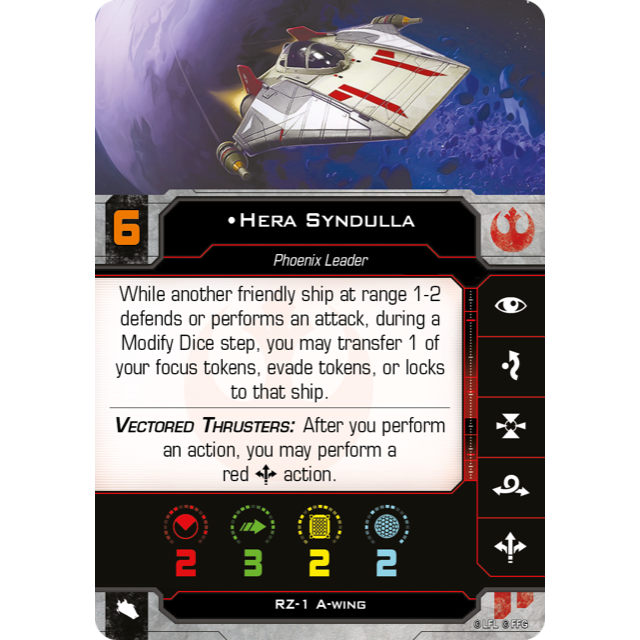 6
•Hera Syndulla
Phoenix Leader
While another friendly ship at range 1-2
defends or performs an attack, during a
Modify Dice step, you may transfer 1 of
your focus tokens, evade tokens, or locks
to that ship.
Vectored Thrusters: After you perform
an action, you may perform a
red action.
2 3 2 2
RZ-1 A-wing
©LFL ©FFG